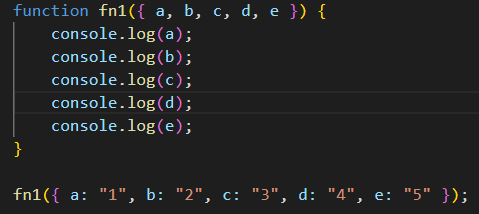 function fn1({ a, b, c, d, e }) {
    console.log(a);
    console.log(b);
    console.log(c);
    console.log(d);
    console.log(e);
}

fn1({ a: "1", b: "2", c: "3", d: "4", e: "5" });